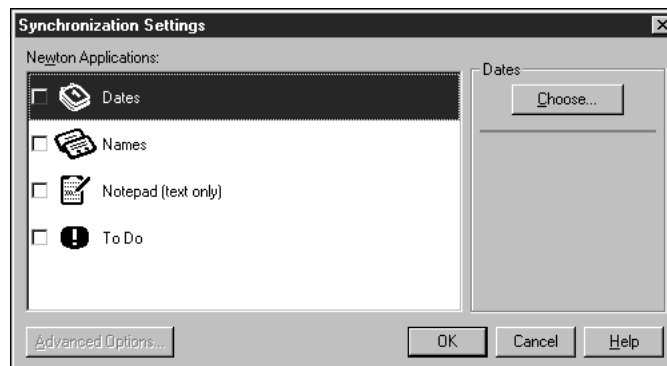 Synchronization Settings
Newton Applications:
Dates
Names
Notepad (text only)
To Do
Dates
Choose...
Advanced Options...
OK
Cancel
Help